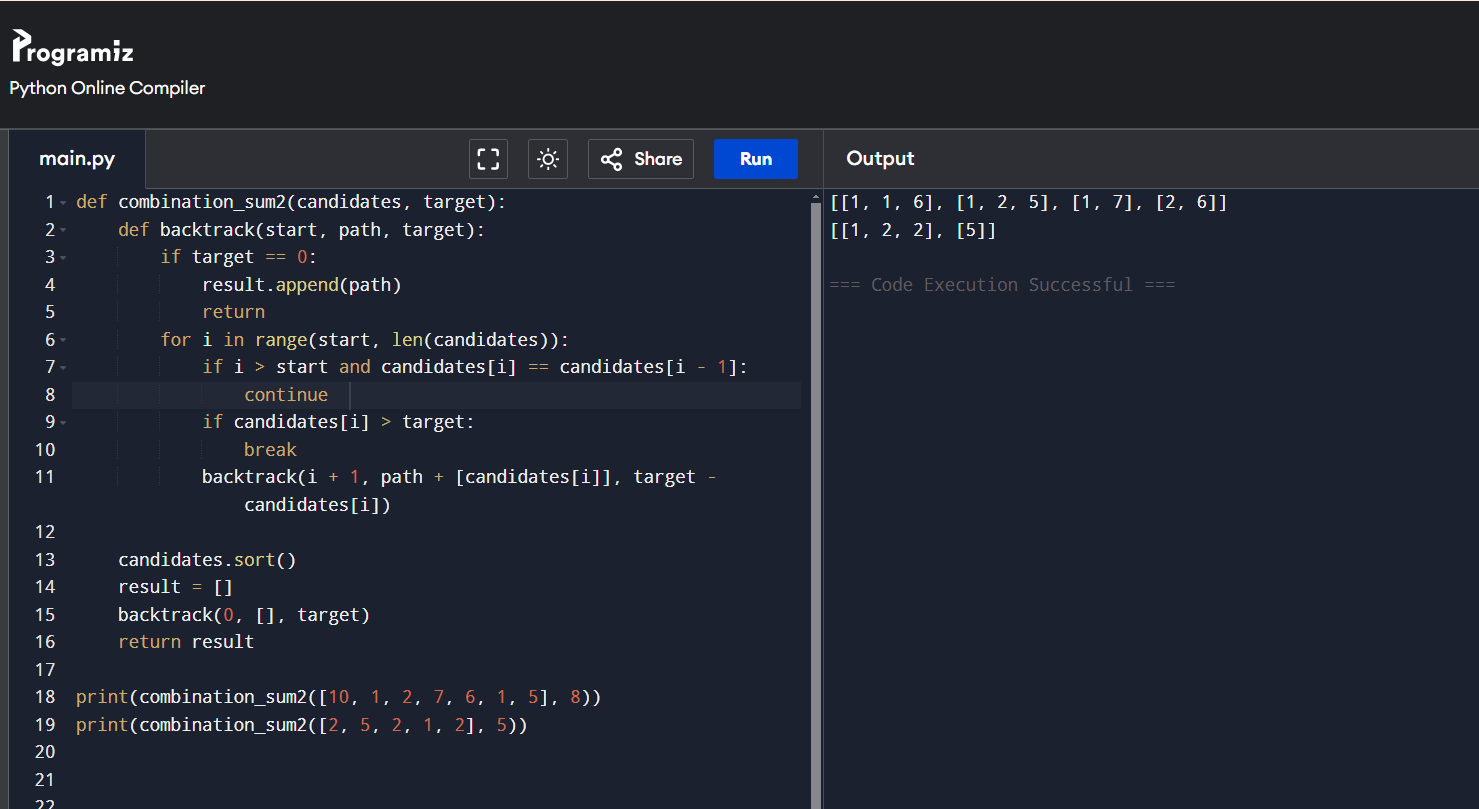 Programiz
Python Online Compiler
main.py
Share
Run
Output
1 def combination_sum2(candidates, target):
2     def backtrack(start, path, target):
3         if target == 0:
4             result.append(path)
5             return
6         for i in range(start, len(candidates)):
7             if i > start and candidates[i] == candidates[i - 1]:
8                 continue
9             if candidates[i] > target:
10                 break
11             backtrack(i + 1, path + [candidates[i]], target -
                candidates[i])
12
13     candidates.sort()
14     result = []
15     backtrack(0, [], target)
16     return result
17
18 print(combination_sum2([10, 1, 2, 7, 6, 1, 5], 8))
19 print(combination_sum2([2, 5, 2, 1, 2], 5))
20
21
22
[[1, 1, 6], [1, 2, 5], [1, 7], [2, 6]]
[[1, 2, 2], [5]]
=== Code Execution Successful ===